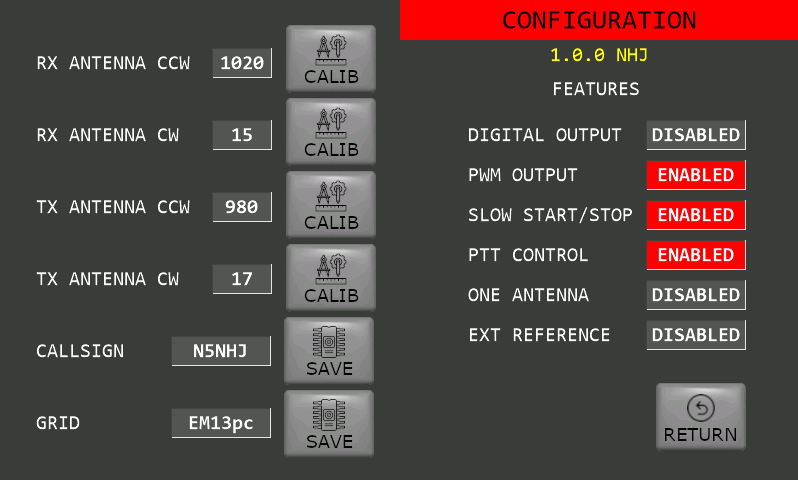 RX ANTENNA CCW 1020 CALIB
RX ANTENNA CW 15 CALIB
TX ANTENNA CCW 980 CALIB
TX ANTENNA CW 17 CALIB
CALLSIGN N5NHJ SAVE
GRID EM13pc SAVE
CONFIGURATION
1.0.0 NHJ
FEATURES
DIGITAL OUTPUT DISABLED
PWM OUTPUT ENABLED
SLOW START/STOP ENABLED
PTT CONTROL ENABLED
ONE ANTENNA DISABLED
EXT REFERENCE DISABLED
RETURN